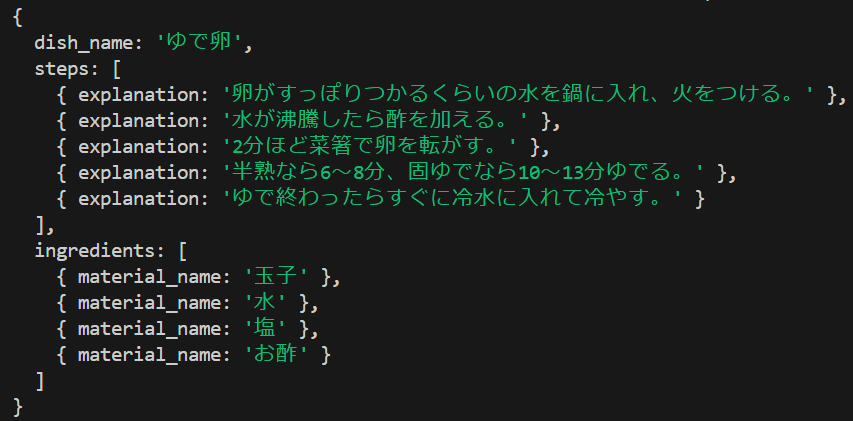 {
  dish_name: 'ゆで卵',
  steps: [
    { explanation: '卵がすっぽりつかるくらいの水を鍋に入れ、火をつける。' },
    { explanation: '水が沸騰したら酢を加える。' },
    { explanation: '2分ほど菜箸で卵を転がす。' },
    { explanation: '半熟なら6～8分、固ゆでなら10～13分ゆでる。' },
    { explanation: 'ゆで終わったらすぐに冷水に入れて冷やす。' }
  ],
  ingredients: [
    { material_name: '玉子' },
    { material_name: '水' },
    { material_name: '塩' },
    { material_name: 'お酢' }
  ]
}